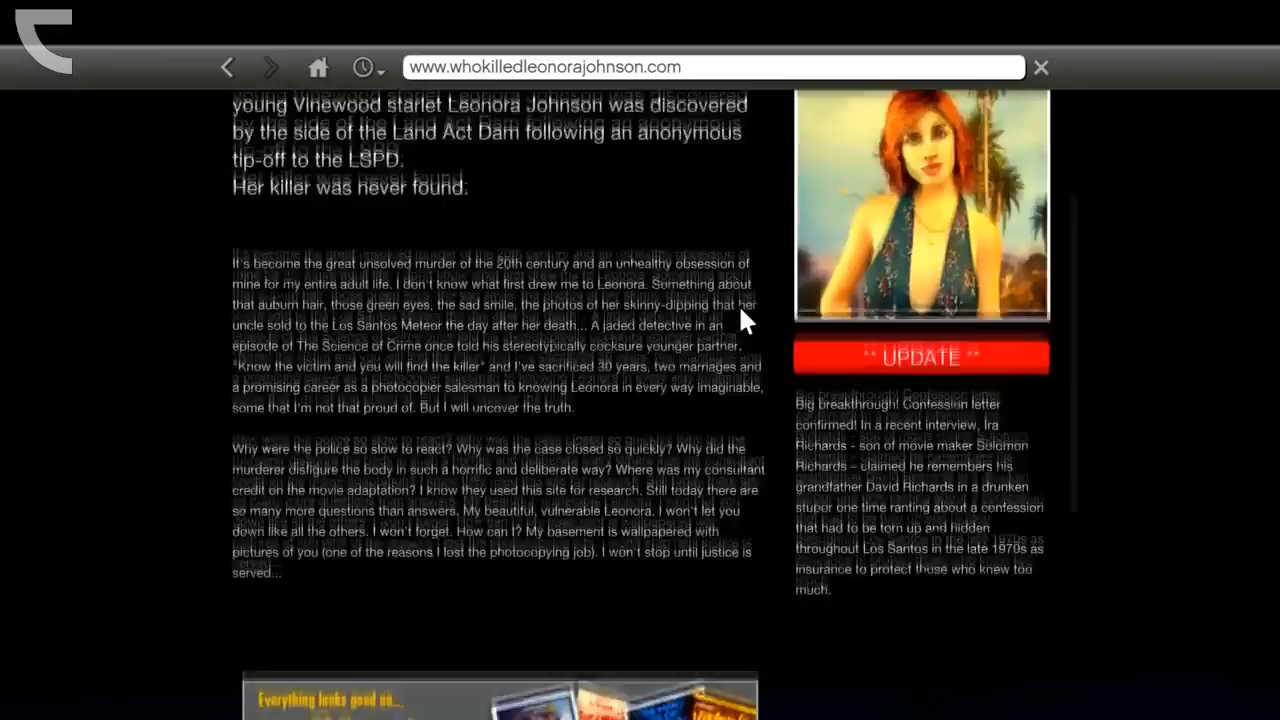 www.whokilledleonorajohnson.com
young Vinewood starlet Leonora Johnson was discovered
by the side of the Land Act Dam following an anonymous
tip-off to the LSPD.
Her killer was never found.
It's become the great unsolved murder of the 20th century and an unhealthy obsession of
mine for my entire adult life. I don't know what first drew me to Leonora. Something about
that auburn hair, those green eyes, the sad smile, the photos of her skinny-dipping that her
uncle sold to the Los Santos Meteor the day after her death... A jaded detective in an
episode of The Science of Crime once told his stereotypically cocksure younger partner,
"Know the victim and you will find the killer" and I've sacrificed 30 years, two marriages and
a promising career as a photocopier salesman to knowing Leonora in every way imaginable,
some that I'm not that proud of. But I will uncover the truth.
Why were the police so slow to react? Why was the case closed so quickly? Why did the
murderer disfigure the body in such a horrific and deliberate way? Where was my consultant
credit on the movie adaptation? I know they used this site for research. Still today there are
so many more questions than answers. My beautiful, vulnerable Leonora. I won't let you
down like all the others. I won't forget. How can I? My basement is wallpapered with
pictures of you (one of the reasons I lost the photocopying job). I won't stop until justice is
served...
** UPDATE **
Big breakthrough! Confession letter
confirmed! In a recent interview, Ira
Richards - son of movie maker Solomon
Richards – claimed he remembers his
grandfather David Richards in a drunken
stupor one time ranting about a confession
that had to be torn up and hidden
throughout Los Santos in the late 1970s as
insurance to protect those who knew too
much.
Everything looks good on...